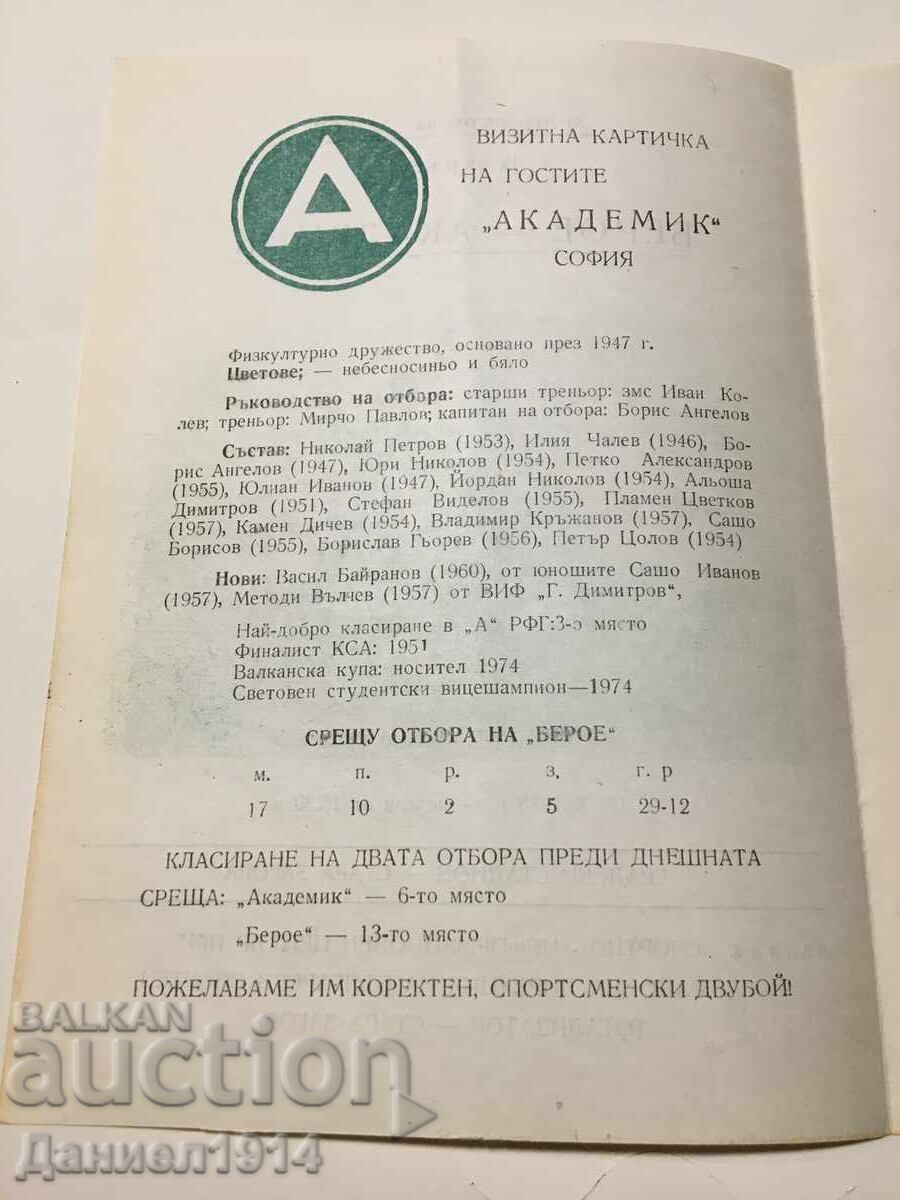 А
ВИЗИТНА КАРТИЧКА
НА ГОСТИТЕ
„АКАДЕМИК“
СОФИЯ
Физкултурно дружество, основано през 1947 г.
Цветове; — небесносиньо и бяло
Ръководство на отбора: старши треньор: змс Иван Ко-
лев; треньор: Мирчо Павлов; капитан на отбора: Борис Ангелов
Състав: Николай Петров (1953), Илия Чалев (1946), Бо-
рис Ангелов (1947), Юри Николов (1954), Петко Александров
(1955), Юлиан Иванов (1947), Йордан Николов (1954), Альоша
Димитров (1951), Стефан Виделов (1955), Пламен Цветков
(1957), Камен Дичев (1954), Владимир Кръжанов (1957), Сашо
Борисов (1955), Борислав Гьорев (1956), Петър Цолов (1954)
Нови: Васил Байранов (1960), от юношите Сашо Иванов
(1957), Методи Вълчев (1957) от ВИФ „Г. Димитров“,
Най-добро класиране в „А“ РФГ:3-о място
Финалист КСА: 1951
Валканска купа: носител 1974
Световен студентски вицешампион—1974
СРЕЩУ ОТБОРА НА „БЕРОЕ“
м. п. р. з. г. р
17 10 2 5 29-12
КЛАСИРАНЕ НА ДВАТА ОТБОРА ПРЕДИ ДНЕШНАТА
СРЕЩА: „Академик“ — 6-то място
„Берое“ — 13-то място
ПОЖЕЛАВАМЕ ИМ КОРЕКТЕН, СПОРТСМЕНСКИ ДВУБОЙ!
BALKAN
auction
Даниел1914